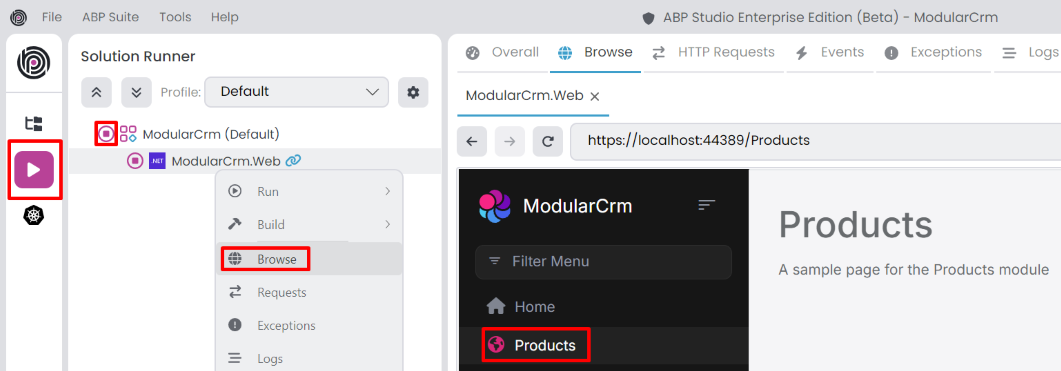 File ABP Suite Tools Help ABP Studio Enterprise Edition (Beta) - ModularCrm
Solution Runner
Profile: Default
ModularCrm (Default)
.NET ModularCrm.Web
Run
Build
Browse
Requests
Exceptions
Logs
Overall Browse HTTP Requests Events Exceptions Logs
ModularCrm.Web
https://localhost:44389/Products
ModularCrm
Filter Menu
Home
Products
Products
A sample page for the Products module